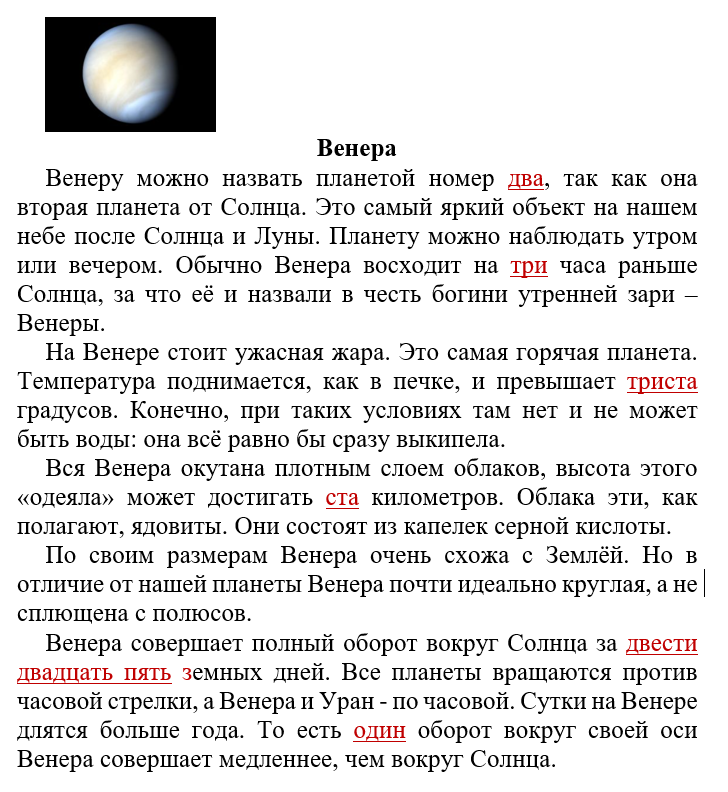 Венера
Венеру можно назвать планетой номер два, так как она
вторая планета от Солнца. Это самый яркий объект на нашем
небе после Солнца и Луны. Планету можно наблюдать утром
или вечером. Обычно Венера восходит на три часа раньше
Солнца, за что её и назвали в честь богини утренней зари –
Венеры.
На Венере стоит ужасная жара. Это самая горячая планета.
Температура поднимается, как в печке, и превышает триста
градусов. Конечно, при таких условиях там нет и не может
быть воды: она всё равно бы сразу выкипела.
Вся Венера окутана плотным слоем облаков, высота этого
«одеяла» может достигать ста километров. Облака эти, как
полагают, ядовиты. Они состоят из капелек серной кислоты.
По своим размерам Венера очень схожа с Землёй. Но в
отличие от нашей планеты Венера почти идеально круглая, а не
сплющена с полюсов.
Венера совершает полный оборот вокруг Солнца за двести
двадцать пять земных дней. Все планеты вращаются против
часовой стрелки, а Венера и Уран - по часовой. Сутки на Венере
длятся больше года. То есть один оборот вокруг своей оси
Венера совершает медленнее, чем вокруг Солнца.